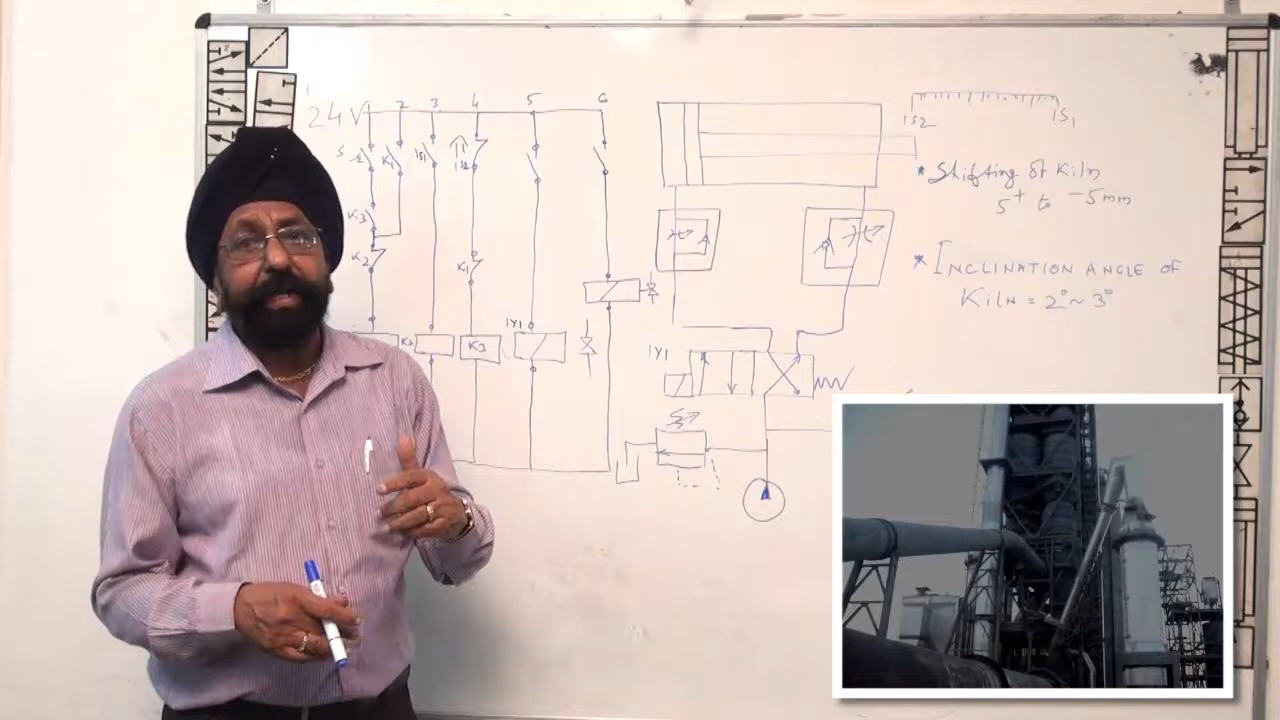 24V 1 2 3 4 5 6
S K1 1S1 1S2
K3
K2 K1
K3 1Y1
1Y1
1S2 1S1
* Shifting of Kiln
5+ to -5mm
* INCLINATION ANGLE OF
KILN = 2° ~ 3°